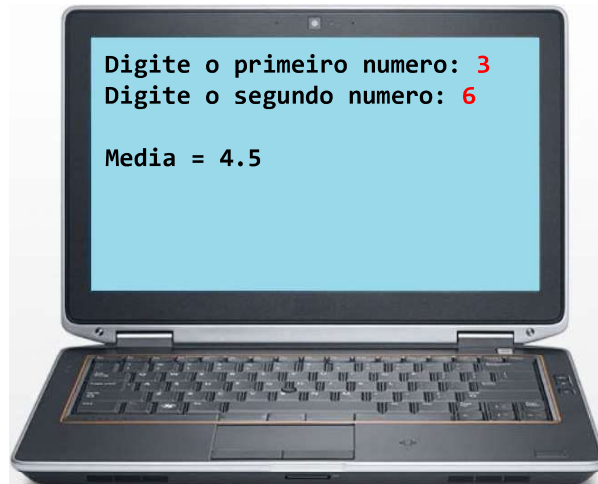 Digite o primeiro numero: 3
Digite o segundo numero: 6
Media = 4.5